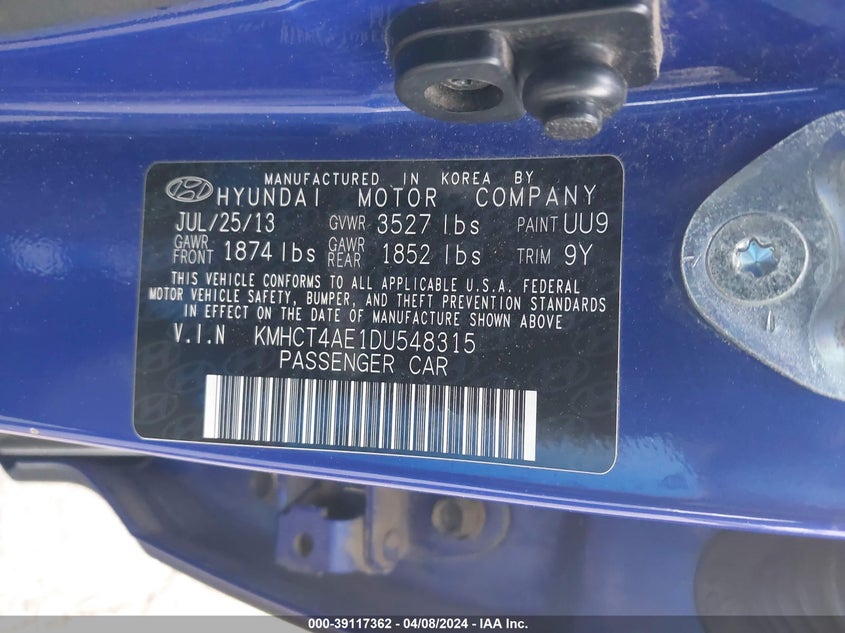 MANUFACTURED IN KOREA BY
HYUNDAI MOTOR COMPANY
JUL/25/13 GVWR 3527 lbs PAINT UU9
GAWR FRONT 1874 lbs GAWR REAR 1852 lbs TRIM 9Y
THIS VEHICLE CONFORMS TO ALL APPLICABLE U.S.A. FEDERAL
MOTOR VEHICLE SAFETY, BUMPER, AND THEFT PREVENTION STANDARDS
IN EFFECT ON THE DATE OF MANUFACTURE SHOWN ABOVE
V.I.N KMHCT4AE1DU548315
PASSENGER CAR
000-39117362 - 04/08/2024 - IAA Inc.